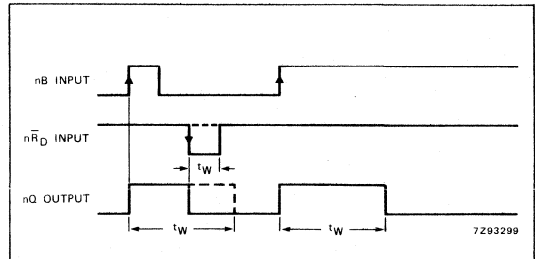 nB INPUT
nR̅D INPUT
tW
nQ OUTPUT
tW
tW
7Z93299